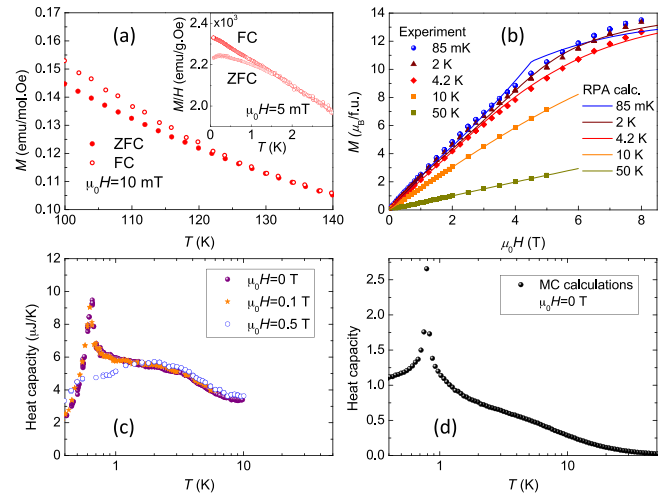 (a)
×10³
M/H (emu/g.Oe)
2.3
2.2
2.1
2.0
1.9
FC
ZFC
μ₀H=5 mT
0 2
T (K)
M (emu/mol.Oe)
0.17
0.16
0.15
0.14
0.13
0.12
0.11
0.10
ZFC
FC
μ₀H=10 mT
100 110 120 130 140
T (K)
(b)
M (μB/f.u.)
14
12
10
8
6
4
2
0
Experiment
85 mK
2 K
4.2 K
10 K
50 K
RPA calc.
85 mK
2 K
4.2 K
10 K
50 K
0 2 4 6 8
μ₀H (T)
Heat capacity (μJ/K)
12
10
8
6
4
2
0
μ₀H=0 T
μ₀H=0.1 T
μ₀H=0.5 T
(c)
1 10
T (K)
Heat capacity
2.5
2.0
1.5
1.0
0.5
0.0
MC calculations
μ₀H=0 T
(d)
1 10
T (K)